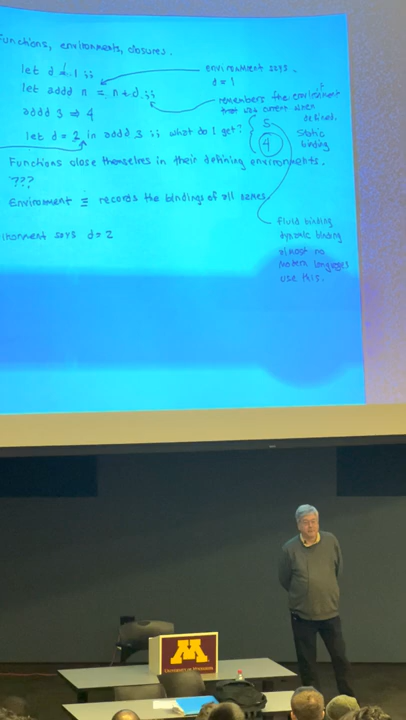 Functions, environments, closures.
let d = 1 ;;
environment says
d = 1
let addd n = n + d ;;
remembers the environment
that was current when
defined.
addd 3 ⇒ 4
let d = 2 in addd 3 ;; what do I get?
5
4
Static
binding
Functions close themselves in their defining environments.
???
Environment ≡ records the bindings of all names
fluid binding
dynamic binding
almost no
modern languages
use this.
says d = 2
M
UNIVERSITY OF MINNESOTA